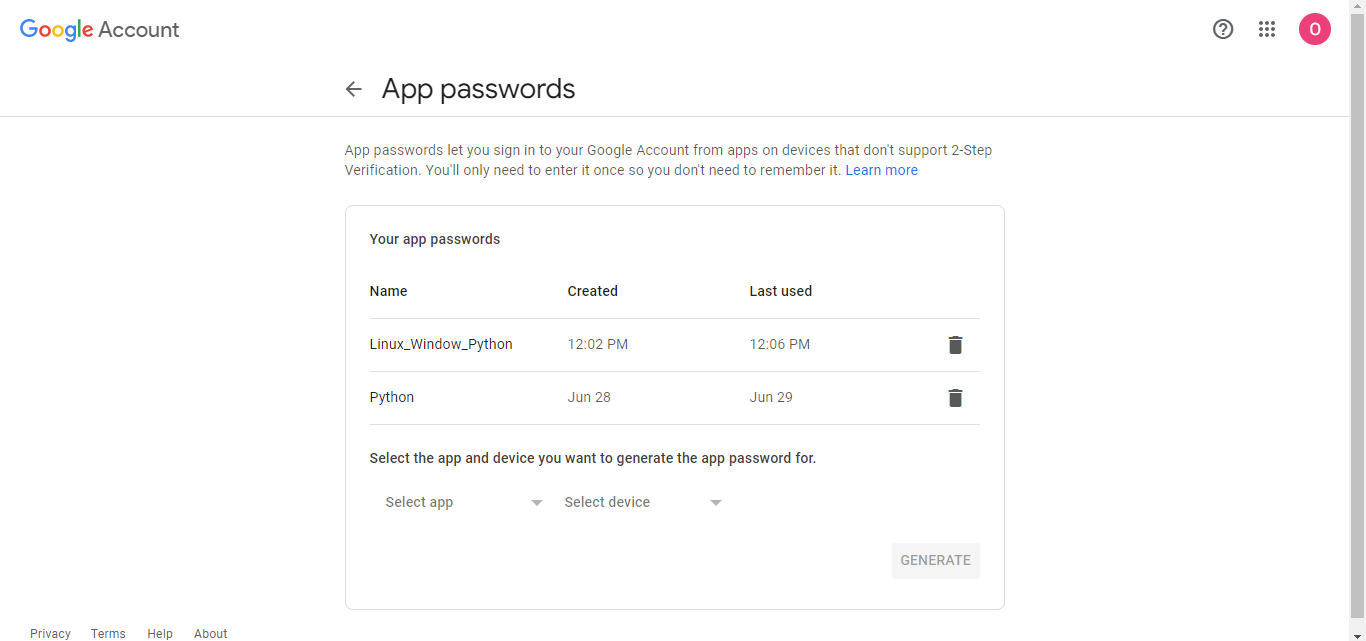 Google Account
O
App passwords
App passwords let you sign in to your Google Account from apps on devices that don't support 2-Step
Verification. You'll only need to enter it once so you don't need to remember it. Learn more
Your app passwords
Name Created Last used
Linux_Window_Python 12:02 PM 12:06 PM
Python Jun 28 Jun 29
Select the app and device you want to generate the app password for.
Select app Select device
GENERATE
Privacy Terms Help About